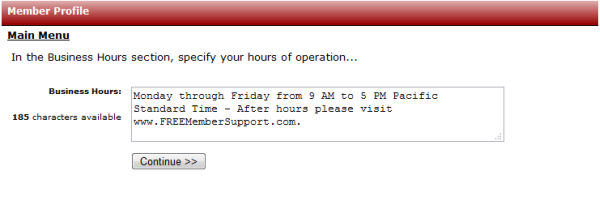 Member Profile
Main Menu
In the Business Hours section, specify your hours of operation...
Business Hours:
185 characters available
Monday through Friday from 9 AM to 5 PM Pacific
Standard Time - After hours please visit
www.FREEMemberSupport.com.
Continue >>